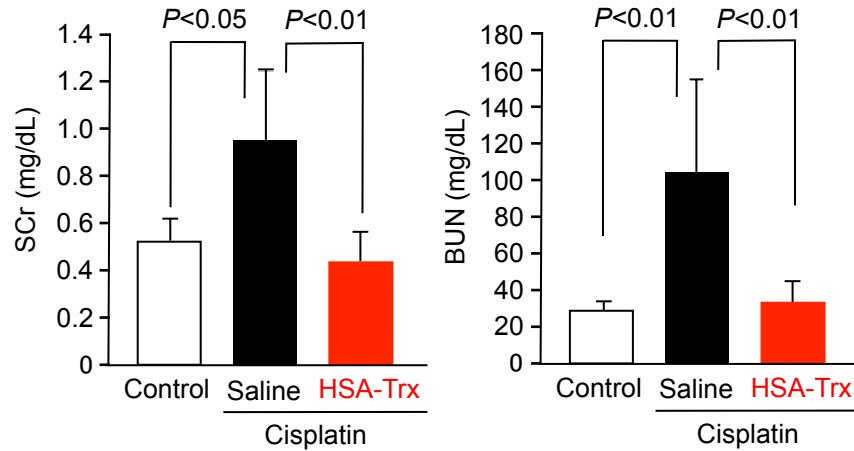 P<0.05 P<0.01
1.4
1.2
1.0
0.8
0.6
0.4
0.2
0
SCr (mg/dL)
Control Saline HSA-Trx
Cisplatin
P<0.01 P<0.01
180
160
140
120
100
80
60
40
20
0
BUN (mg/dL)
Control Saline HSA-Trx
Cisplatin